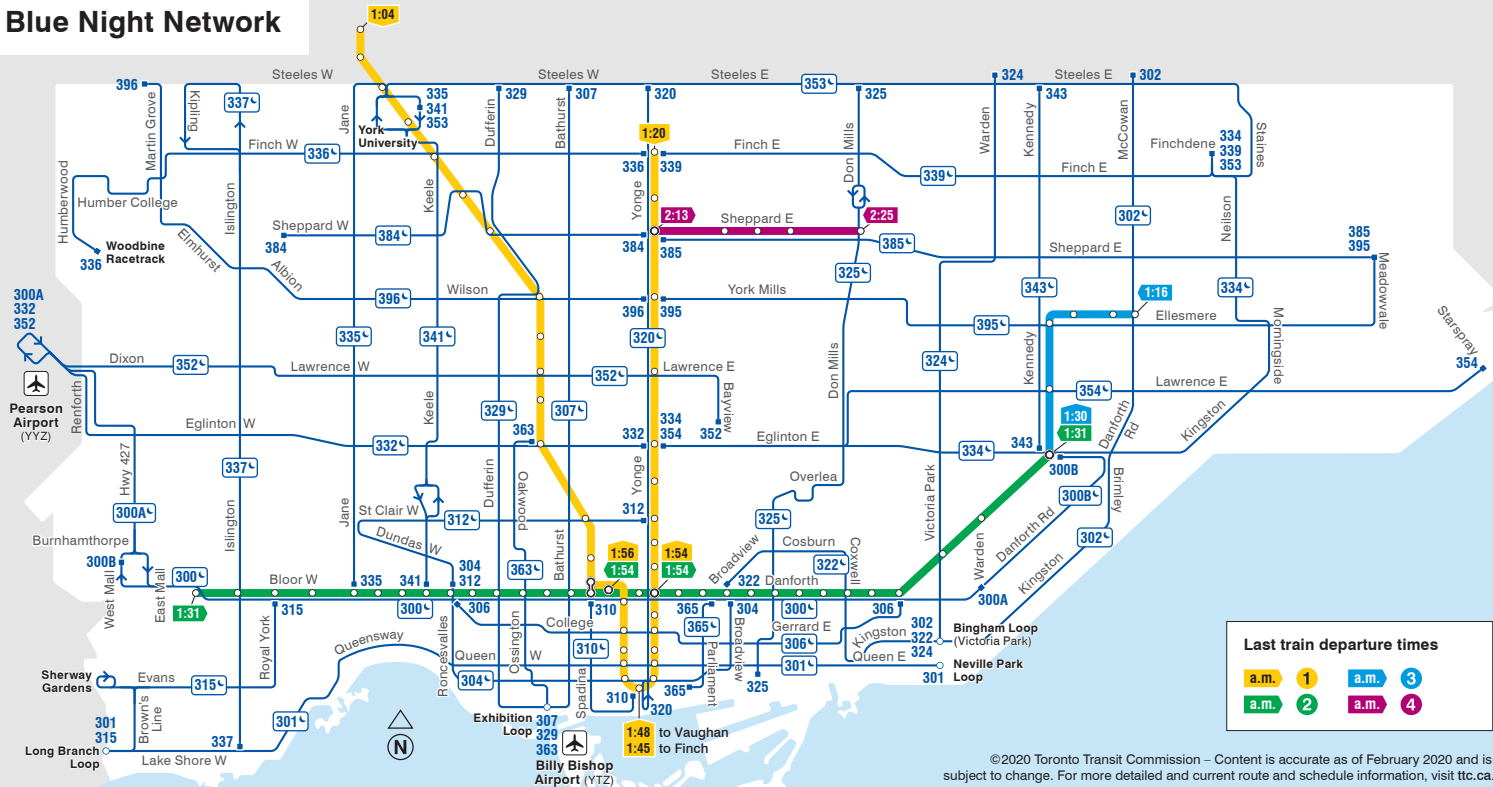 Blue Night Network
1:04
Steeles W
Steeles W
Steeles E
353
324
Steeles E
302
396
337
335
341
353
329
307
320
325
343
Martin Grove
Kipling
Jane
York
University
Dufferin
Bathurst
Don Mills
Warden
Kennedy
McCowan
Staines
1:20
Finchdene
334
339
353
Finch W
336
336
339
Finch E
Finch E
339
Humberwood
Humber College
Islington
Keele
Yonge
302
Neilson
2:13
Sheppard E
2:25
Sheppard W
384
384
384
385
385
Sheppard E
385
395
Woodbine
Racetrack
336
Elmhurst
Albion
325
343
334
Meadowvale
300A
332
352
396
Wilson
396
395
York Mills
1:16
Ellesmere
395
Morningside
Starspray
335
341
320
324
Kennedy
Dixon
352
Lawrence W
352
Lawrence E
354
Lawrence E
354
Pearson
Airport
(YYZ)
Renforth
Keele
Bayview
Don Mills
329
307
334
354
352
1:30
1:31
Danforth
Rd
Kingston
Eglinton W
332
363
332
Eglinton E
334
343
300B
Hwy 427
337
Dufferin
Oakwood
Yonge
Overlea
Victoria Park
Brimley
300B
300A
Islington
Jane
St Clair W
312
312
325
Danforth Rd
302
Burnhamthorpe
300B
Dundas W
Bathurst
1:56
1:54
1:54
1:54
Broadview
Cosburn
322
Coxwell
Warden
Kingston
West Mall
East Mall
300
1:31
Bloor W
335
341
304
312
363
322
Danforth
315
300
306
310
365
304
300
306
300A
Royal York
Roncesvalles
Ossington
College
310
365
Gerrard E
306
Kingston
302
322
324
Bingham Loop
(Victoria Park)
Queensway
Queen
W
Parliament
Broadview
Queen E
301
Neville Park
Loop
301
Sherway
Gardens
Evans
315
304
Spadina
310
365
325
320
Brown's
Line
301
315
Long Branch
Loop
337
301
Lake Shore W
N
Exhibition
Loop
307
329
363
Billy Bishop
Airport (YTZ)
1:48 to Vaughan
1:45 to Finch
Last train departure times
a.m. 1
a.m. 3
a.m. 2
a.m. 4
©2020 Toronto Transit Commission – Content is accurate as of February 2020 and is
subject to change. For more detailed and current route and schedule information, visit ttc.ca.